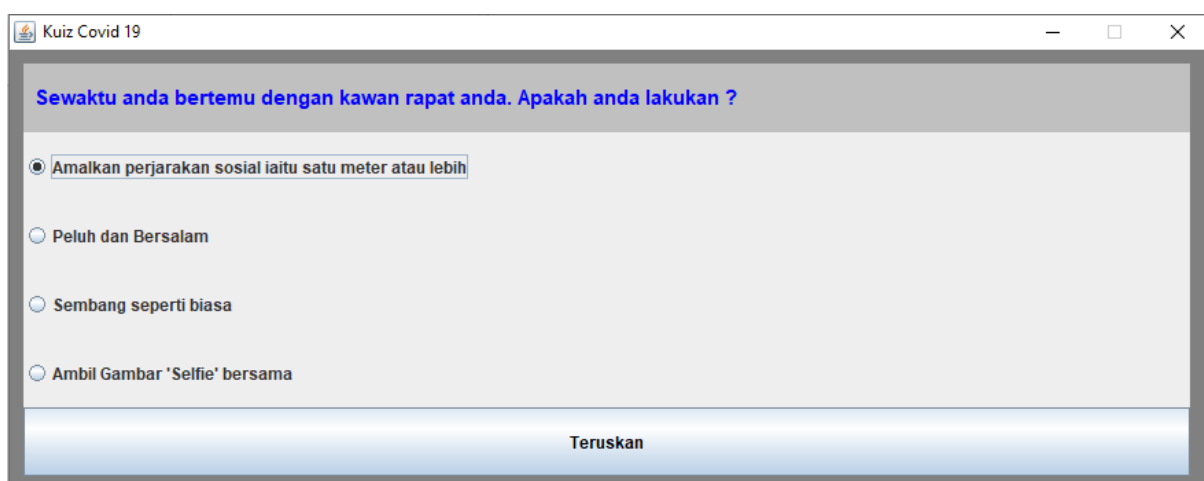 Kuiz Covid 19
Sewaktu anda bertemu dengan kawan rapat anda. Apakah anda lakukan ?
Amalkan perjarakan sosial iaitu satu meter atau lebih
Peluh dan Bersalam
Sembang seperti biasa
Ambil Gambar 'Selfie' bersama
Teruskan